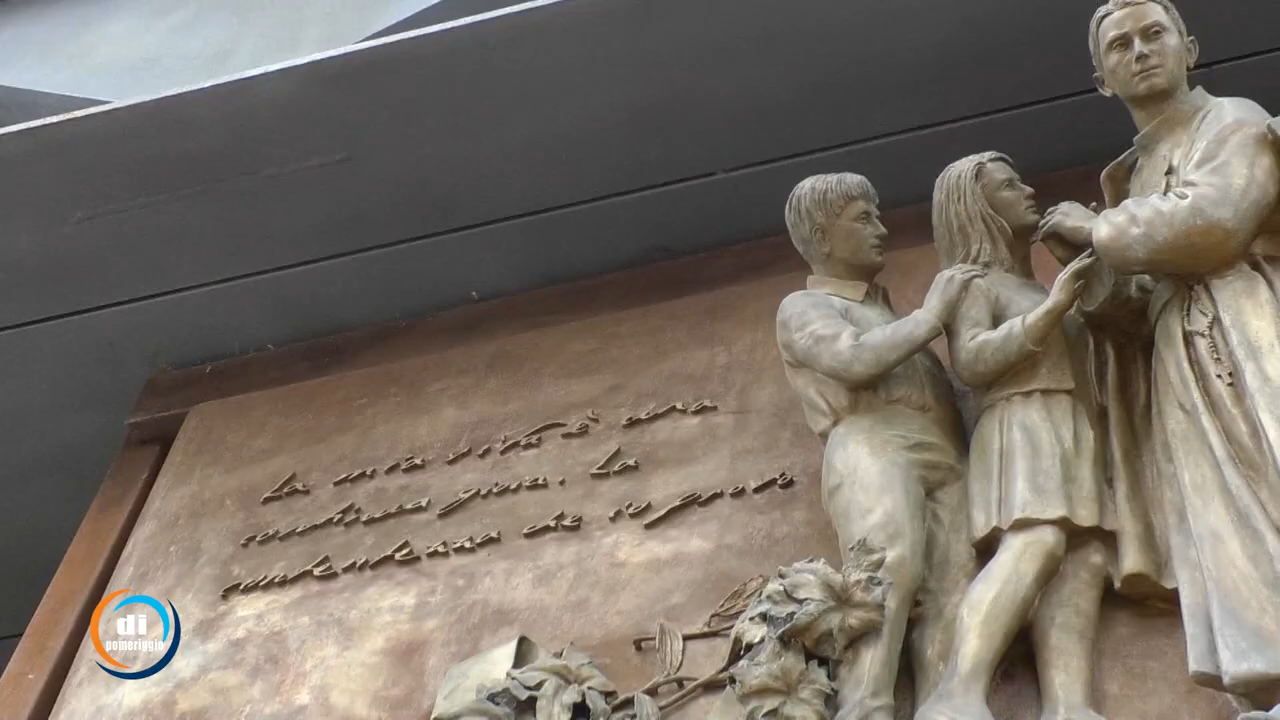 La mia vita è una
continua gioia. La
contentezza che io provo
di
pomeriggio